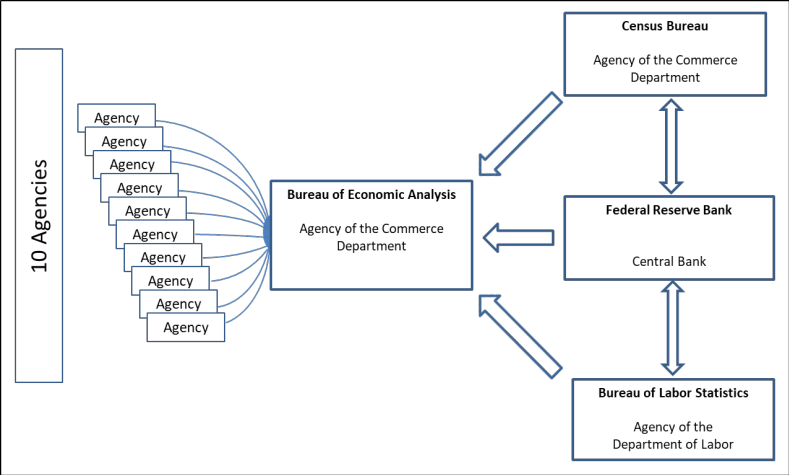 10 Agencies
Agency
Agency
Agency
Agency
Agency
Agency
Agency
Agency
Agency
Agency
Bureau of Economic Analysis
Agency of the Commerce
Department
Census Bureau
Agency of the Commerce
Department
Federal Reserve Bank
Central Bank
Bureau of Labor Statistics
Agency of the
Department of Labor